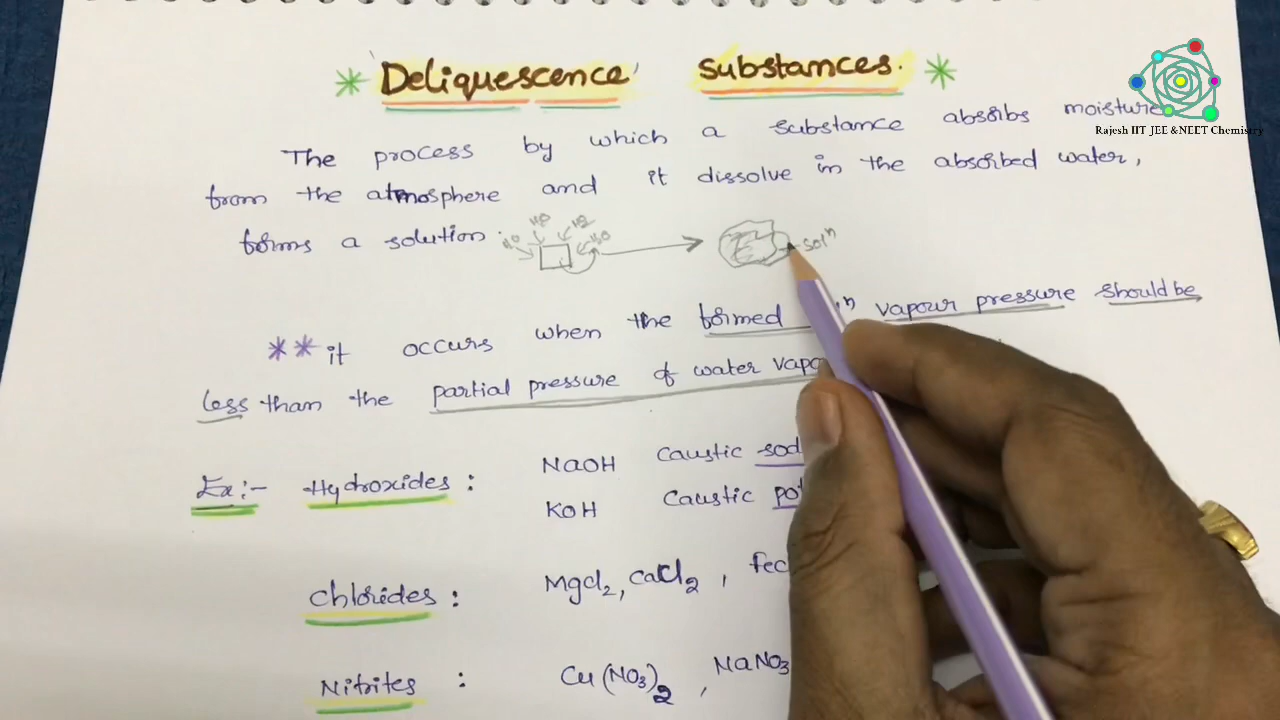 * 'Deliquescence' substances. *
Rajesh IIT JEE &NEET Chemistry
The process by which a substance absorbs moisture
from the atmosphere and it dissolve in the absorbed water,
forms a solution.
H2O
solⁿ
** it occurs when the formed vapour pressure should be
less than the partial pressure of water
Ex:- Hydroxides : NaOH Caustic
KOH Caustic
Chlorides : MgCl2, CaCl2,
Nitrites : Cu(NO3)2, NaNO3